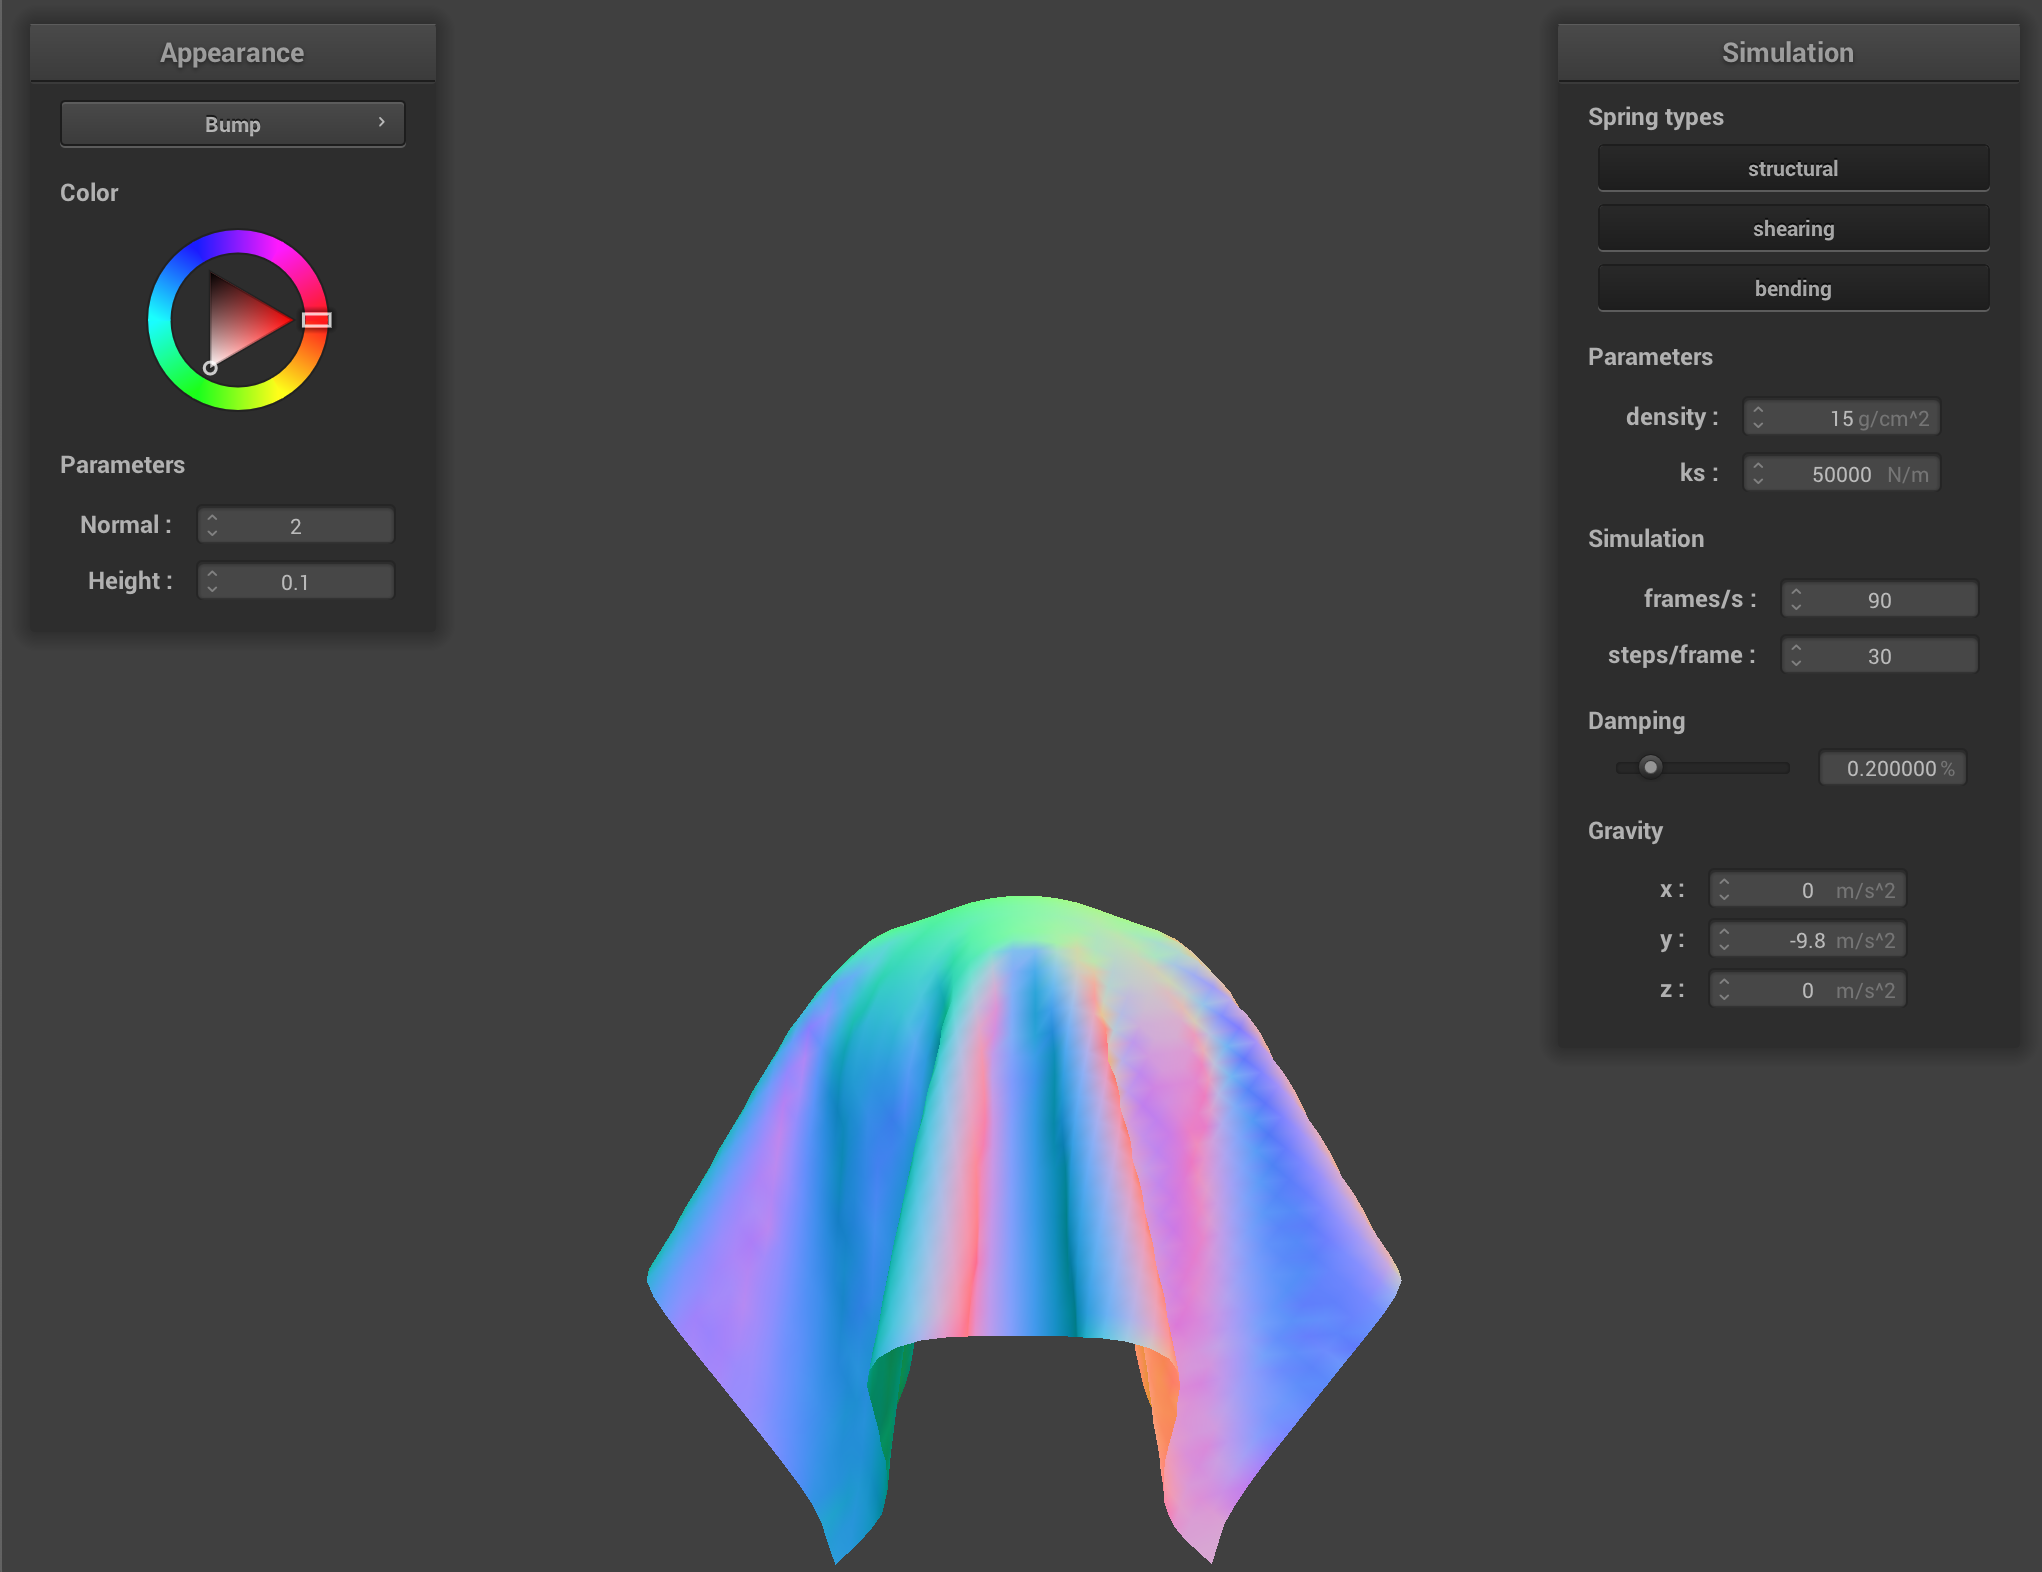 Appearance
Bump
Color
Parameters
Normal : 2
Height : 0.1
Simulation
Spring types
structural
shearing
bending
Parameters
density : 15 g/cm^2
ks : 50000 N/m
Simulation
frames/s : 90
steps/frame : 30
Damping
0.200000 %
Gravity
x : 0 m/s^2
y : -9.8 m/s^2
z : 0 m/s^2